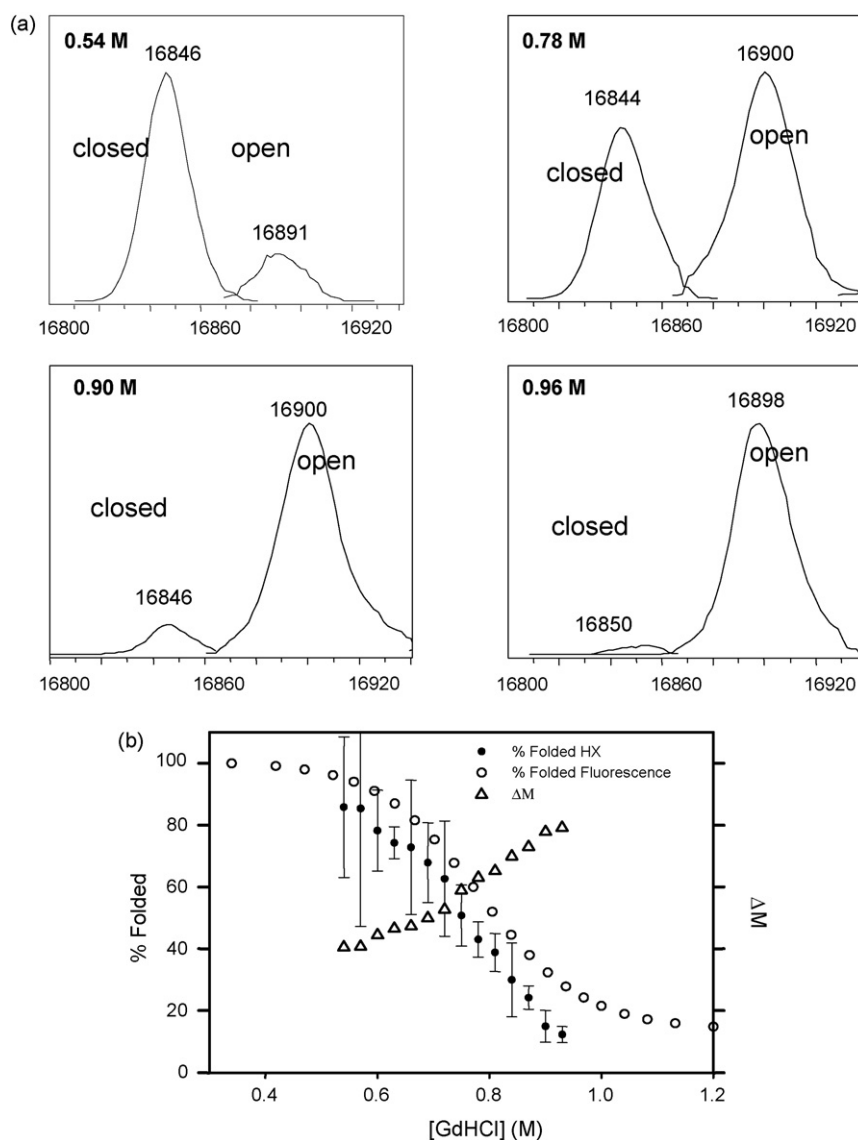 (a)
0.54 M
16846
closed
open
16891
16800
16860
16920
0.78 M
16900
16844
open
closed
16800
16860
16920
0.90 M
16900
open
closed
16846
16800
16860
16920
0.96 M
16898
open
closed
16850
16800
16860
16920
(b)
% Folded HX
% Folded Fluorescence
ΔM
100
80
60
40
20
0
% Folded
ΔM
0.4
0.6
0.8
1.0
1.2
[GdHCl] (M)